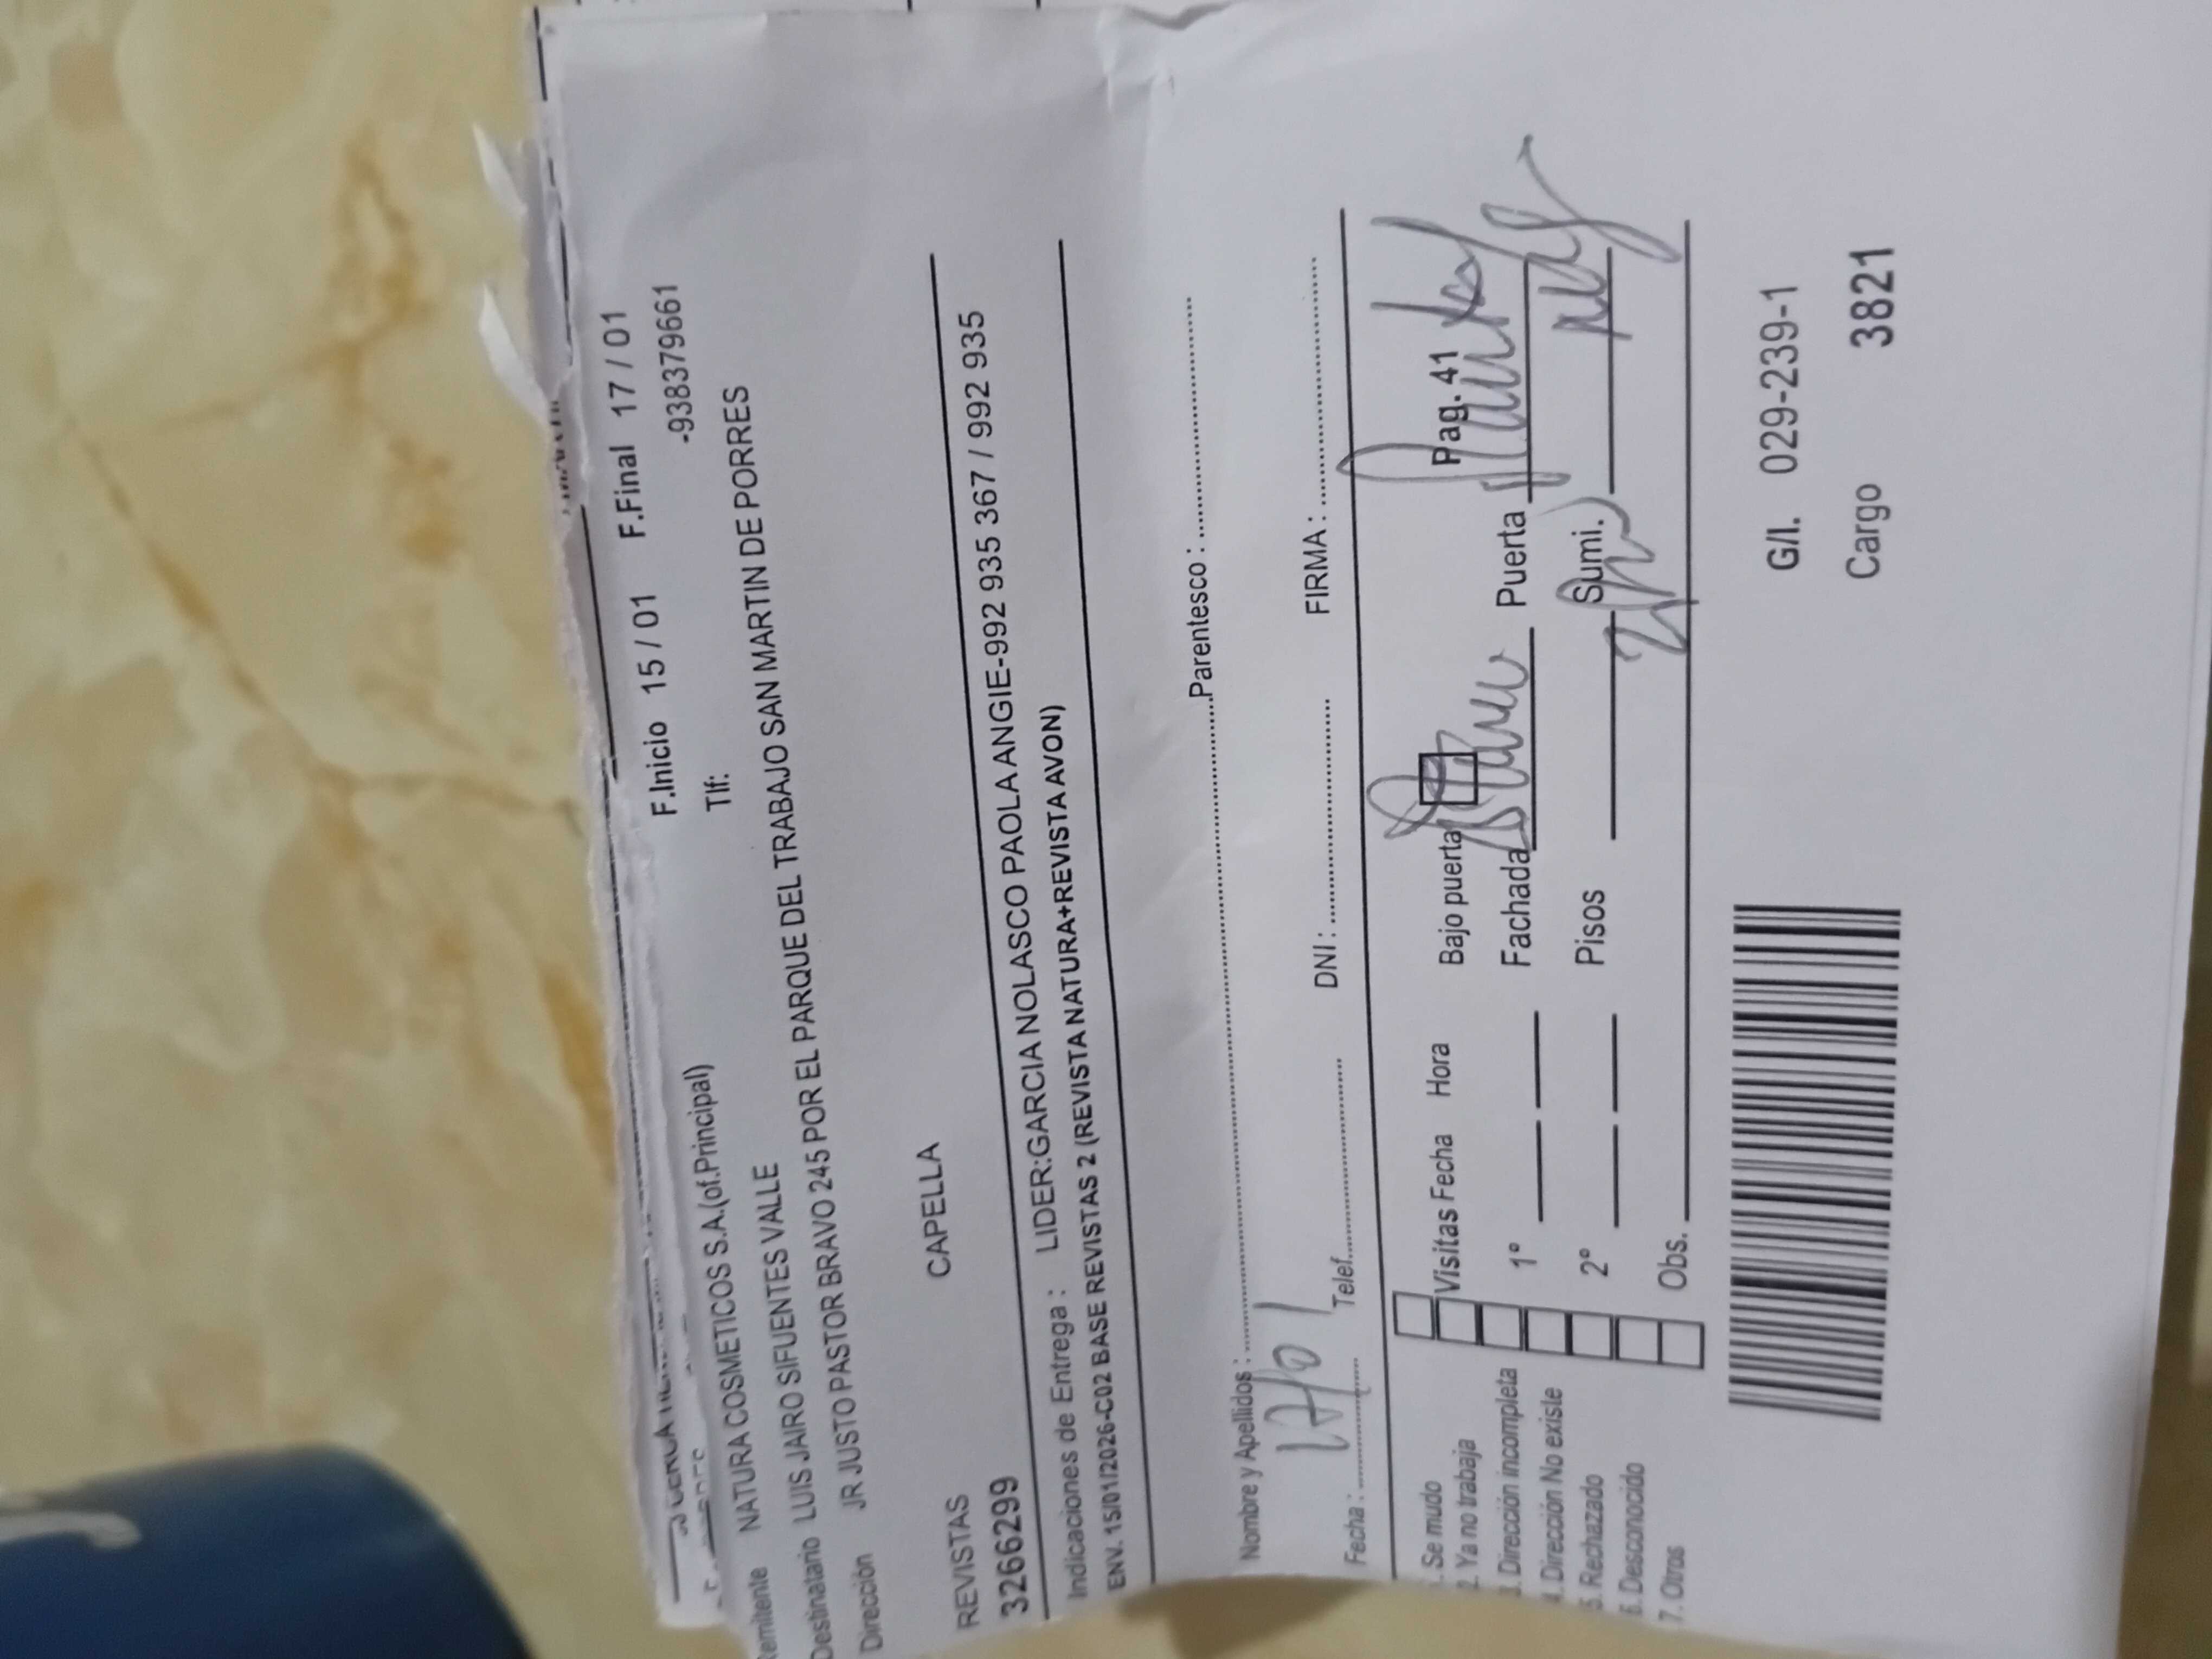 F.Inicio 15 / 01 F.Final 17 / 01
Remitente NATURA COSMETICOS S.A.(of.Principal) Tlf: -938379661
Destinatario LUIS JAIRO SIFUENTES VALLE
Dirección JR JUSTO PASTOR BRAVO 245 POR EL PARQUE DEL TRABAJO SAN MARTIN DE PORRES
REVISTAS CAPELLA
3266299
Indicaciones de Entrega : LIDER:GARCIA NOLASCO PAOLA ANGIE-992 935 367 / 992 935
ENV. 15/01/2026-C02 BASE REVISTAS 2 (REVISTA NATURA+REVISTA AVON)
Nombre y Apellidos : Parentesco :
Fecha : Telef. DNI : FIRMA :
1. Se mudo
2. Ya no trabaja
3. Dirección incompleta
4. Dirección No existe
5. Rechazado
6. Desconocido
7. Otros
Visitas Fecha Hora Bajo puerta Pag. 41
1° Fachada Puerta
2° Pisos Sumi.
Obs.
G/I. 029-239-1
Cargo 3821